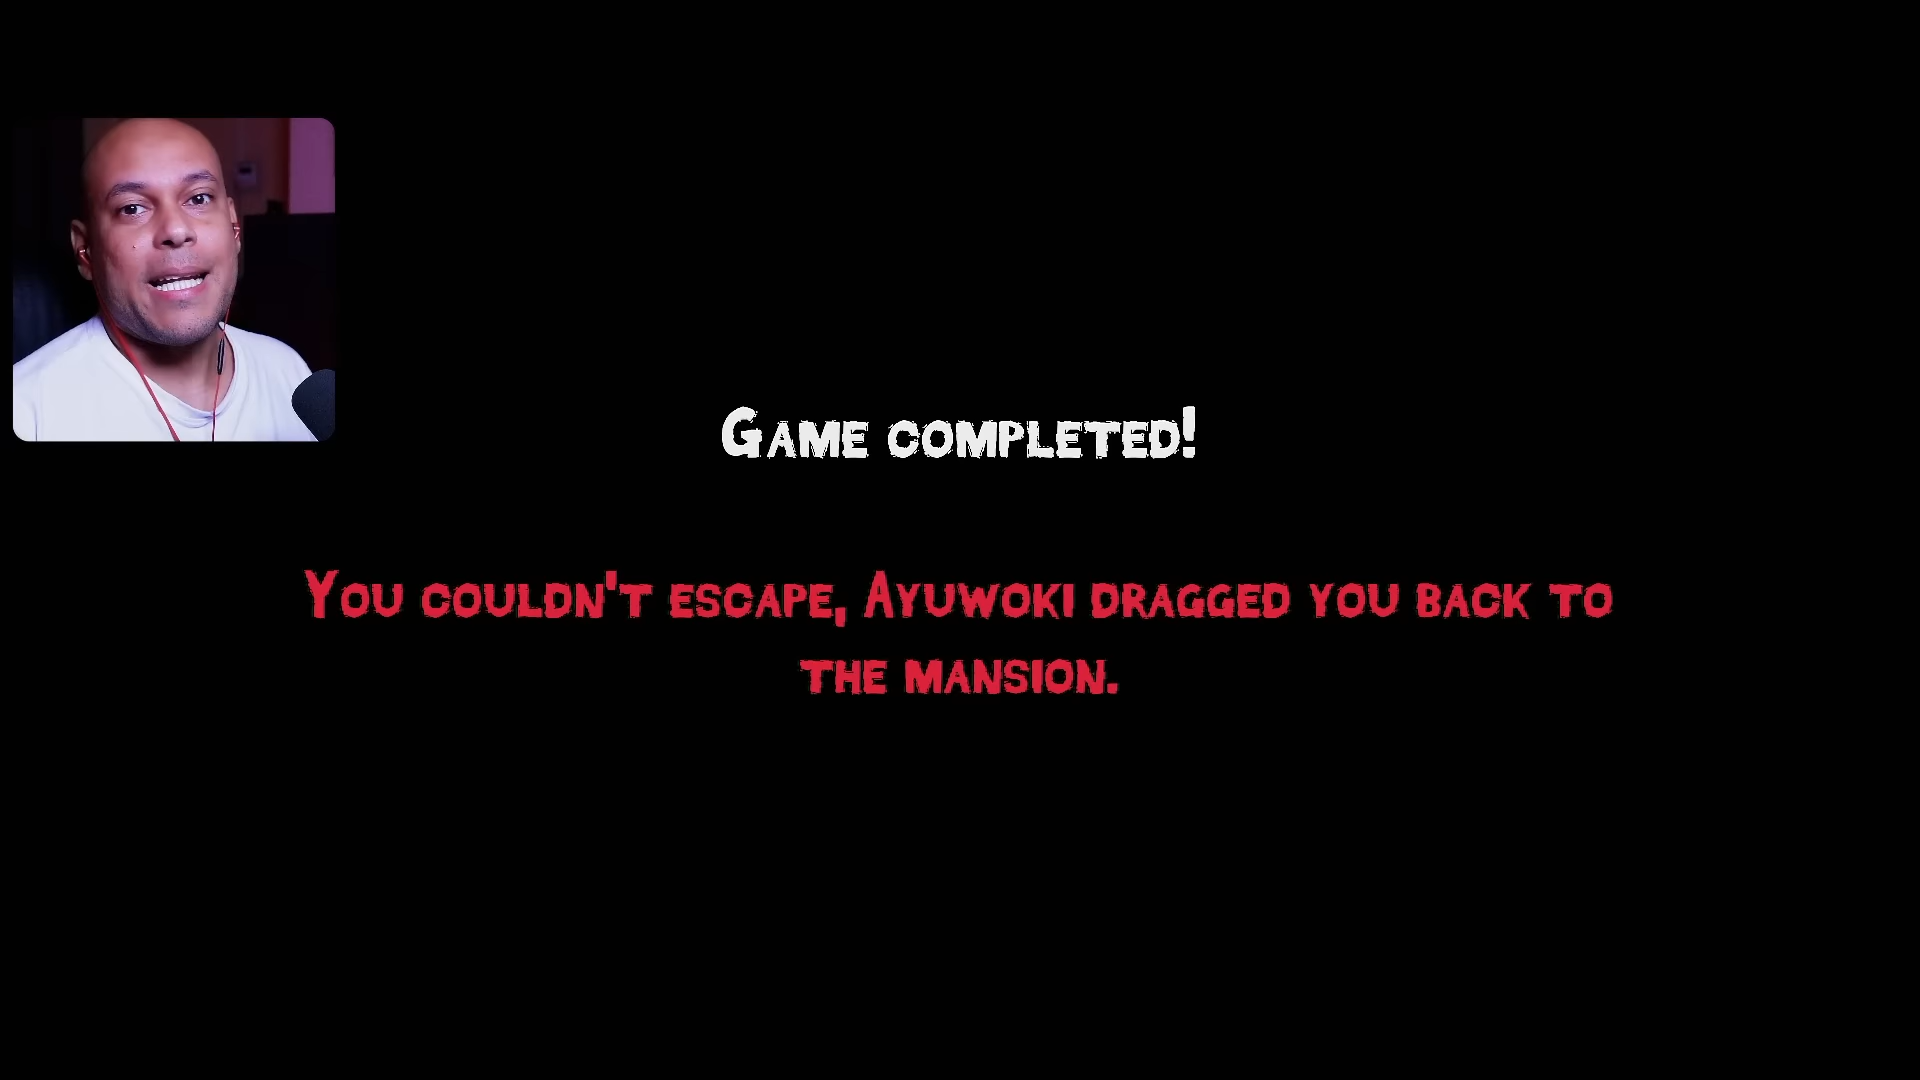 Game completed!
You couldn't escape, Ayuwoki dragged you back to
the mansion.